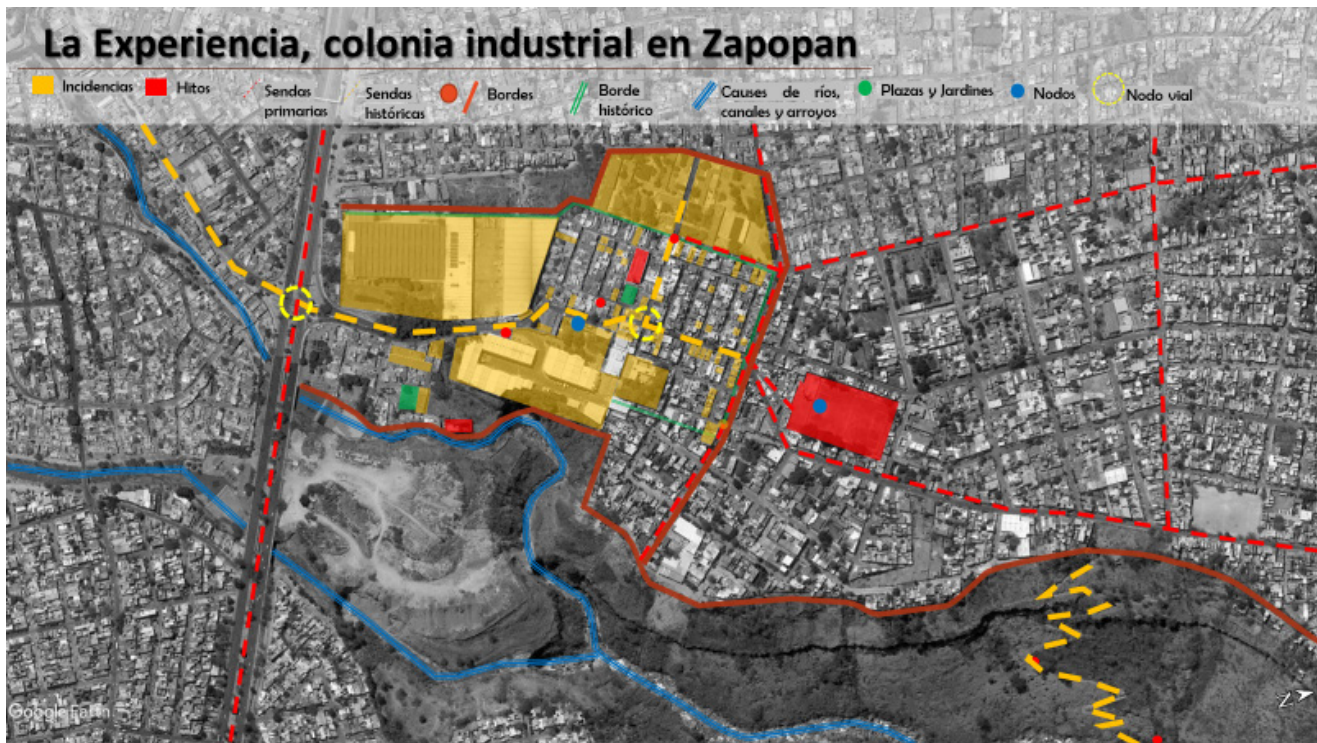 La Experiencia, colonia industrial en Zapopan
Incidencias
Hitos
Sendas
primarias
Sendas
históricas
Bordes
Borde
histórico
Causes de ríos,
canales y arroyos
Plazas y Jardines
Nodos
Nodo vial
Google Earth
N